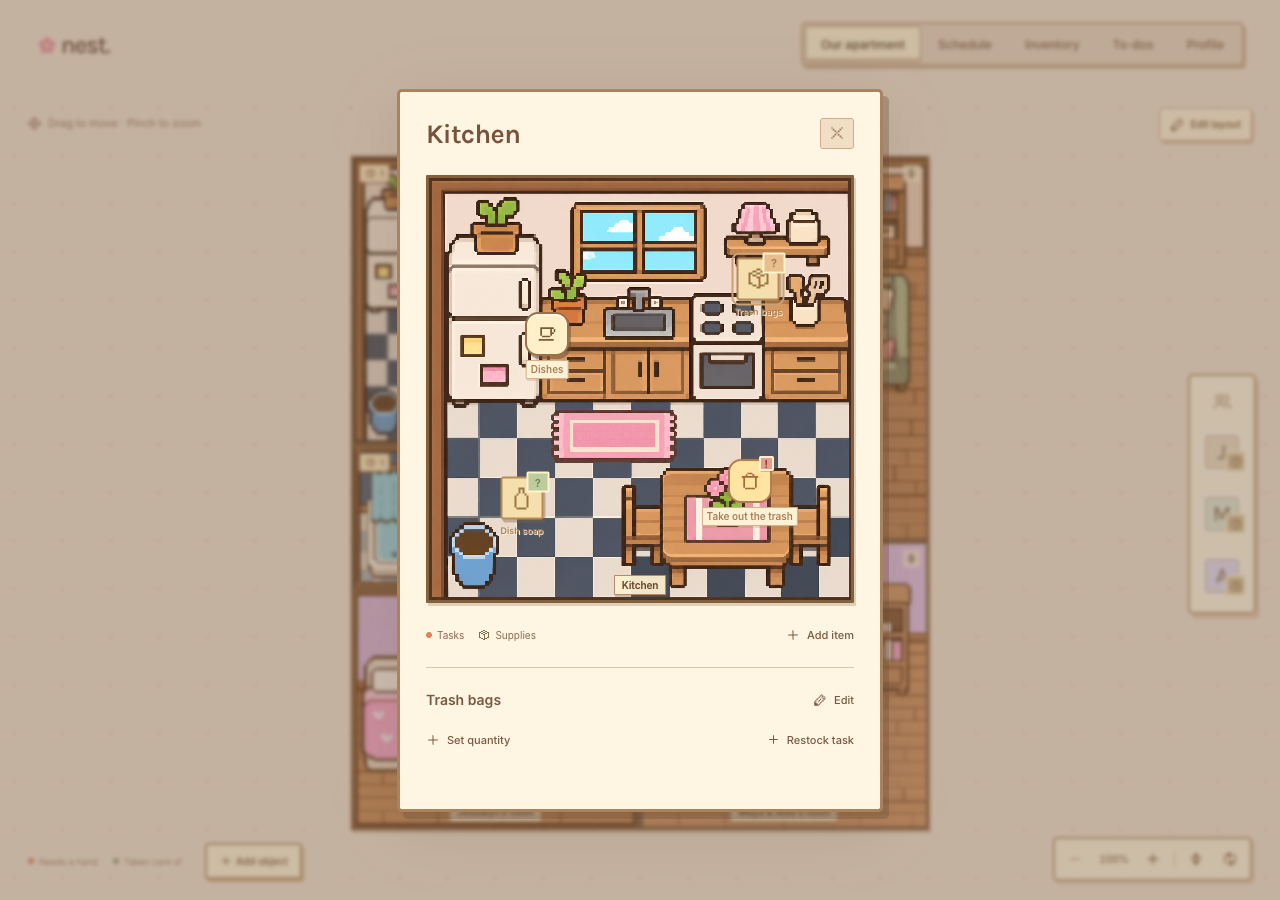 nest.
Our apartment
Schedule
Inventory
To-dos
Profile
Drag to move · Pinch to zoom
Edit layout
Kitchen
?
Trash bags
Dishes
!
Take out the trash
?
Dish soap
Kitchen
Tasks
Supplies
Add item
Trash bags
Edit
Set quantity
Restock task
J
M
A
Needs a hand
Taken care of
Add object
100%